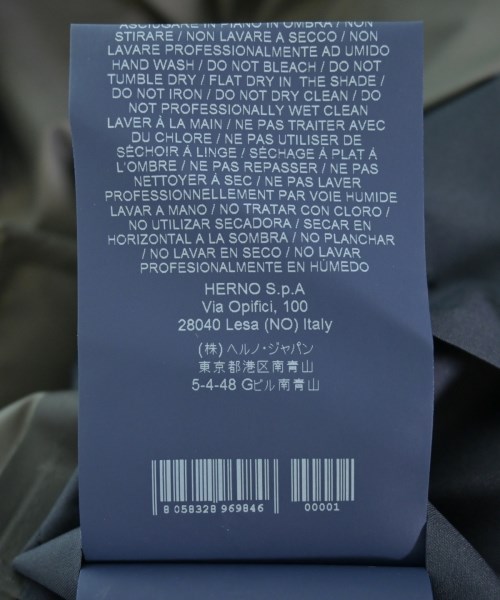 ASCIUGARE IN PIANO IN OMBRA / NON
STIRARE / NON LAVARE A SECCO / NON
LAVARE PROFESSIONALMENTE AD UMIDO
HAND WASH / DO NOT BLEACH / DO NOT
TUMBLE DRY / FLAT DRY IN THE SHADE /
DO NOT IRON / DO NOT DRY CLEAN / DO
NOT PROFESSIONALLY WET CLEAN
LAVER À LA MAIN / NE PAS TRAITER AVEC
DU CHLORE / NE PAS UTILISER DE
SÉCHOIR À LINGE / SÉCHAGE À PLAT Á
L'OMBRE / NE PAS REPASSER / NE PAS
NETTOYER À SEC / NE PAS LAVER
PROFESSIONNELLEMENT PAR VOIE HUMIDE
LAVAR A MANO / NO TRATAR CON CLORO /
NO UTILIZAR SECADORA / SECAR EN
HORIZONTAL A LA SOMBRA / NO PLANCHAR
/ NO LAVAR EN SECO / NO LAVAR
PROFESIONALMENTE EN HÚMEDO
HERNO S.p.A
Via Opifici, 100
28040 Lesa (NO) Italy
(株) ヘルノ・ジャパン
東京都港区南青山
5-4-48 Gビル南青山
8 058328 969846 00001